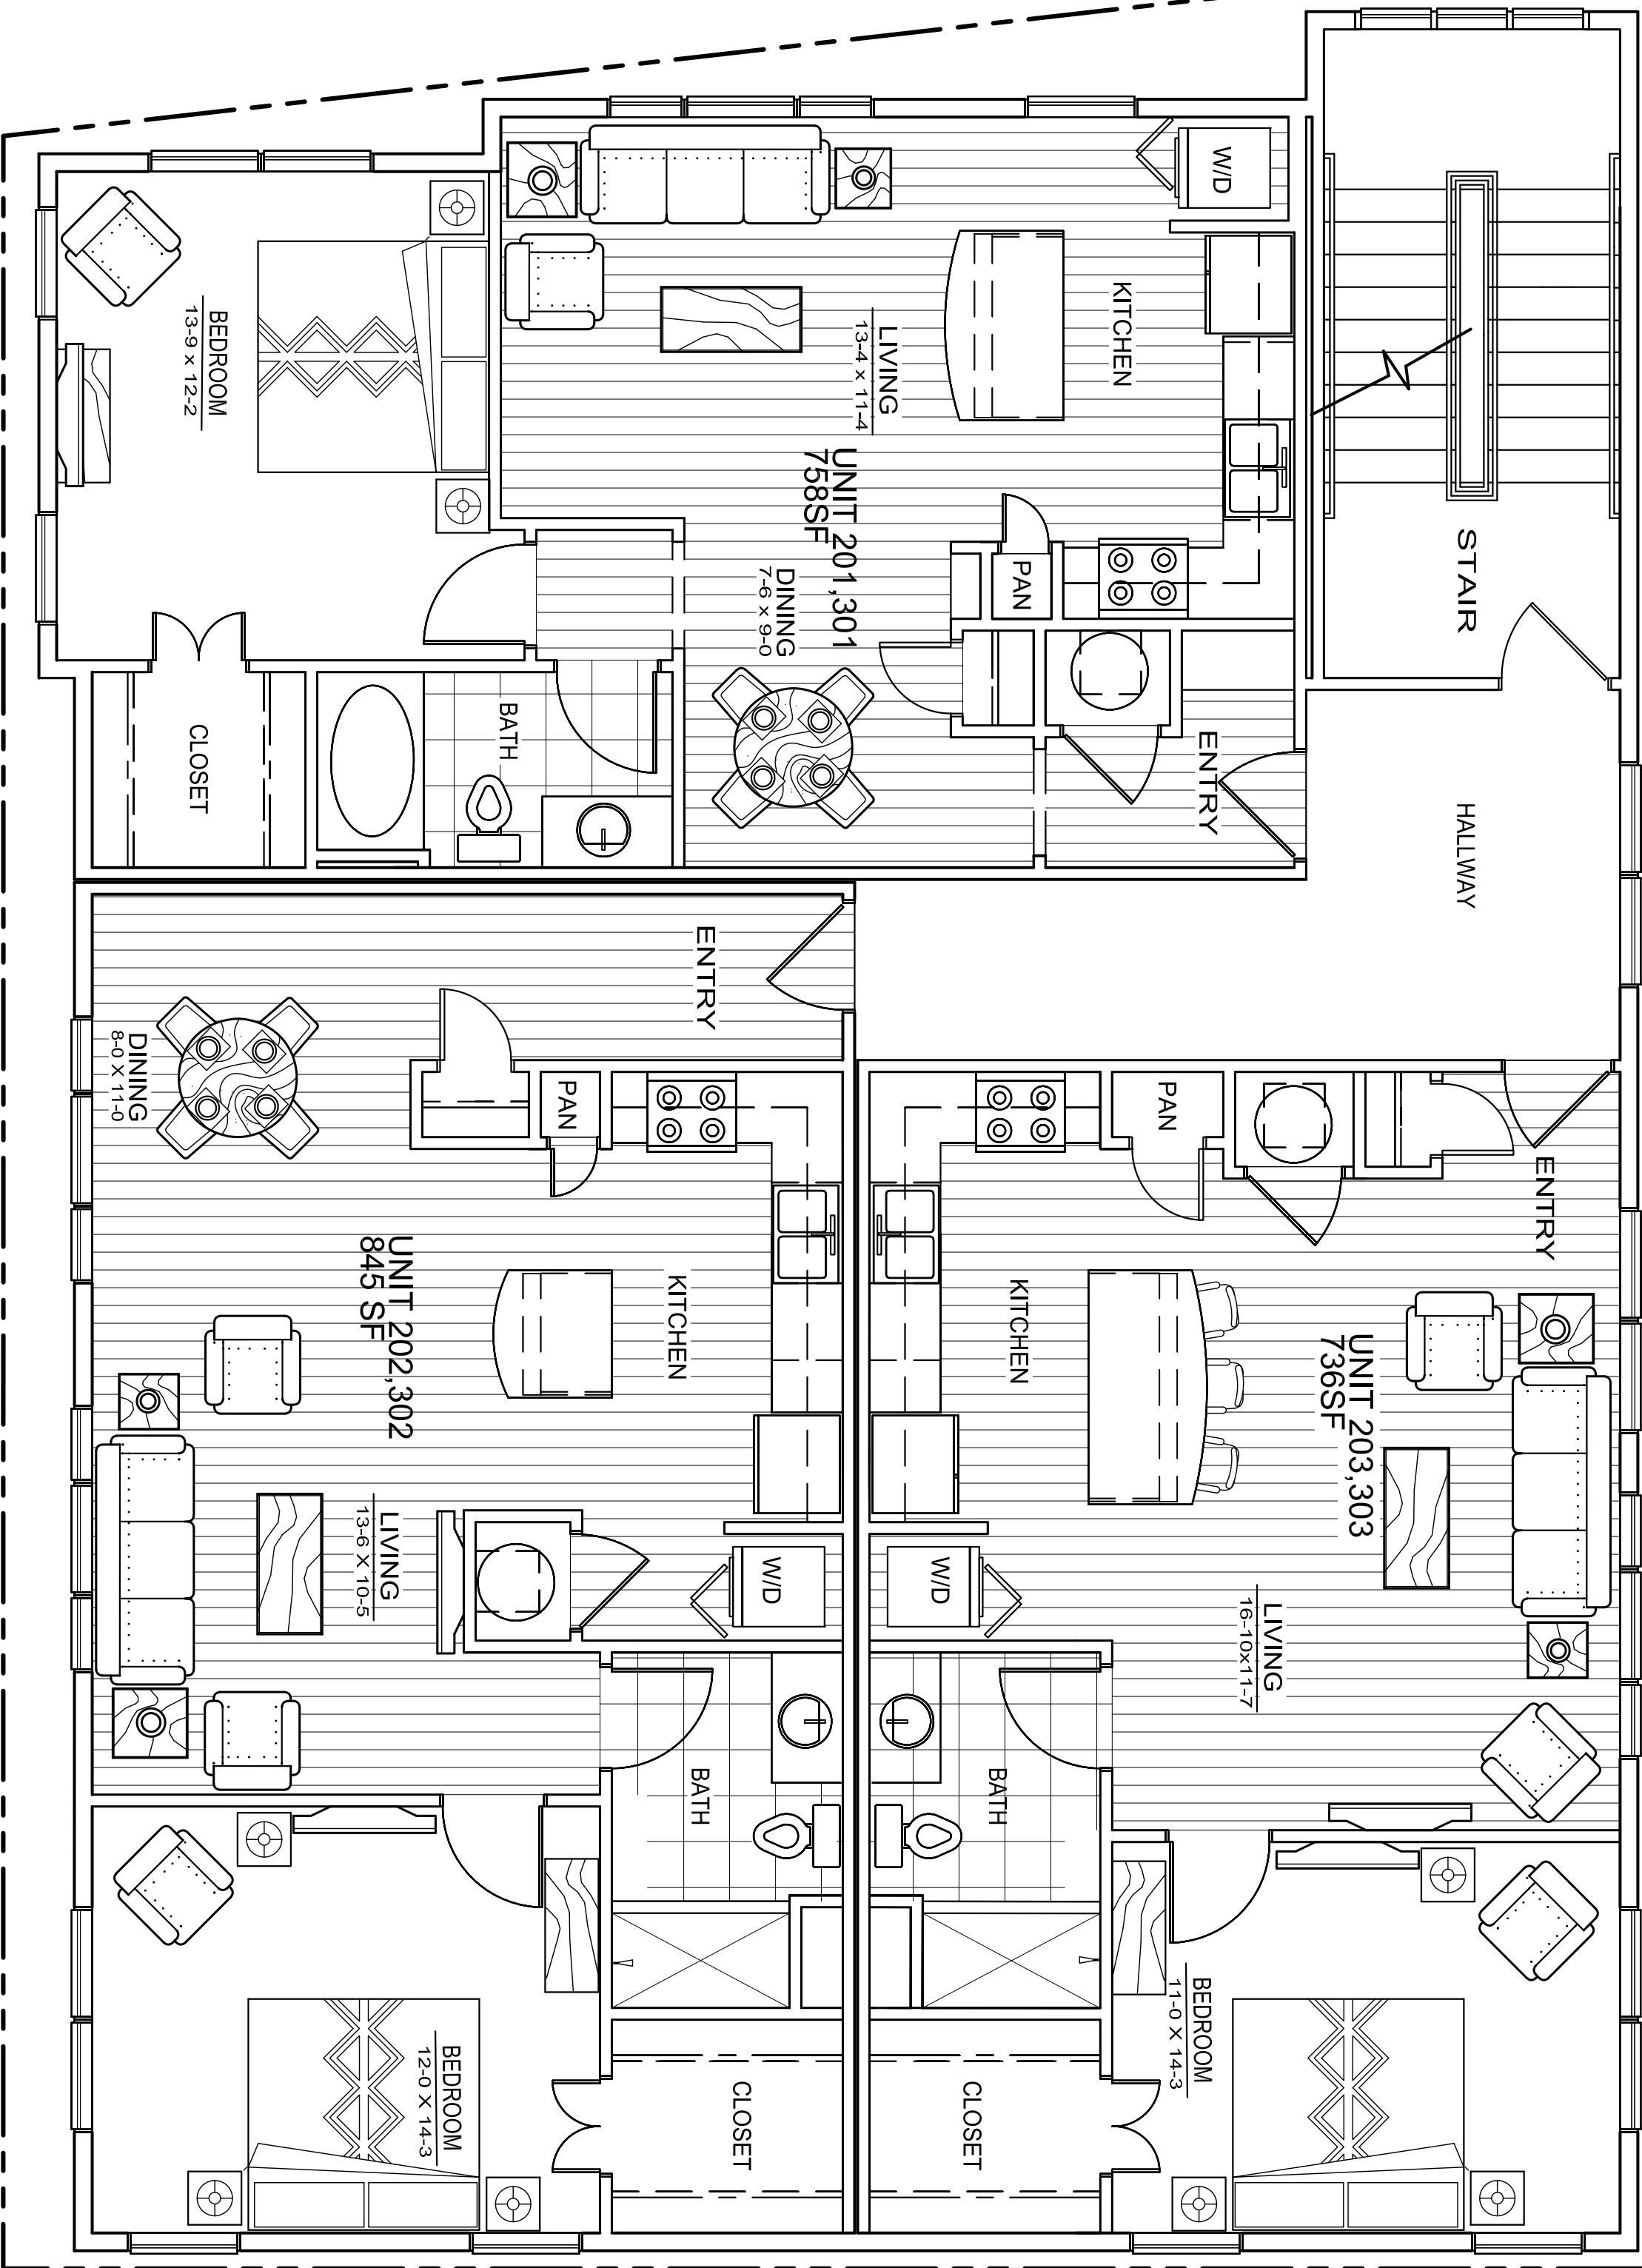 W/D
KITCHEN
LIVING
13-4 x 11-4
BEDROOM
13-9 x 12-2
UNIT 201,301
758SF
DINING
7-6 x 9-0
PAN
STAIR
CLOSET
BATH
ENTRY
HALLWAY
ENTRY
DINING
8-0 X 11-0
PAN
PAN
ENTRY
UNIT 202,302
845 SF
KITCHEN
KITCHEN
UNIT 203,303
736SF
LIVING
13-6 X 10-5
W/D
W/D
LIVING
16-10x11-7
BATH
BATH
BEDROOM
12-0 X 14-3
CLOSET
CLOSET
BEDROOM
11-0 X 14-3